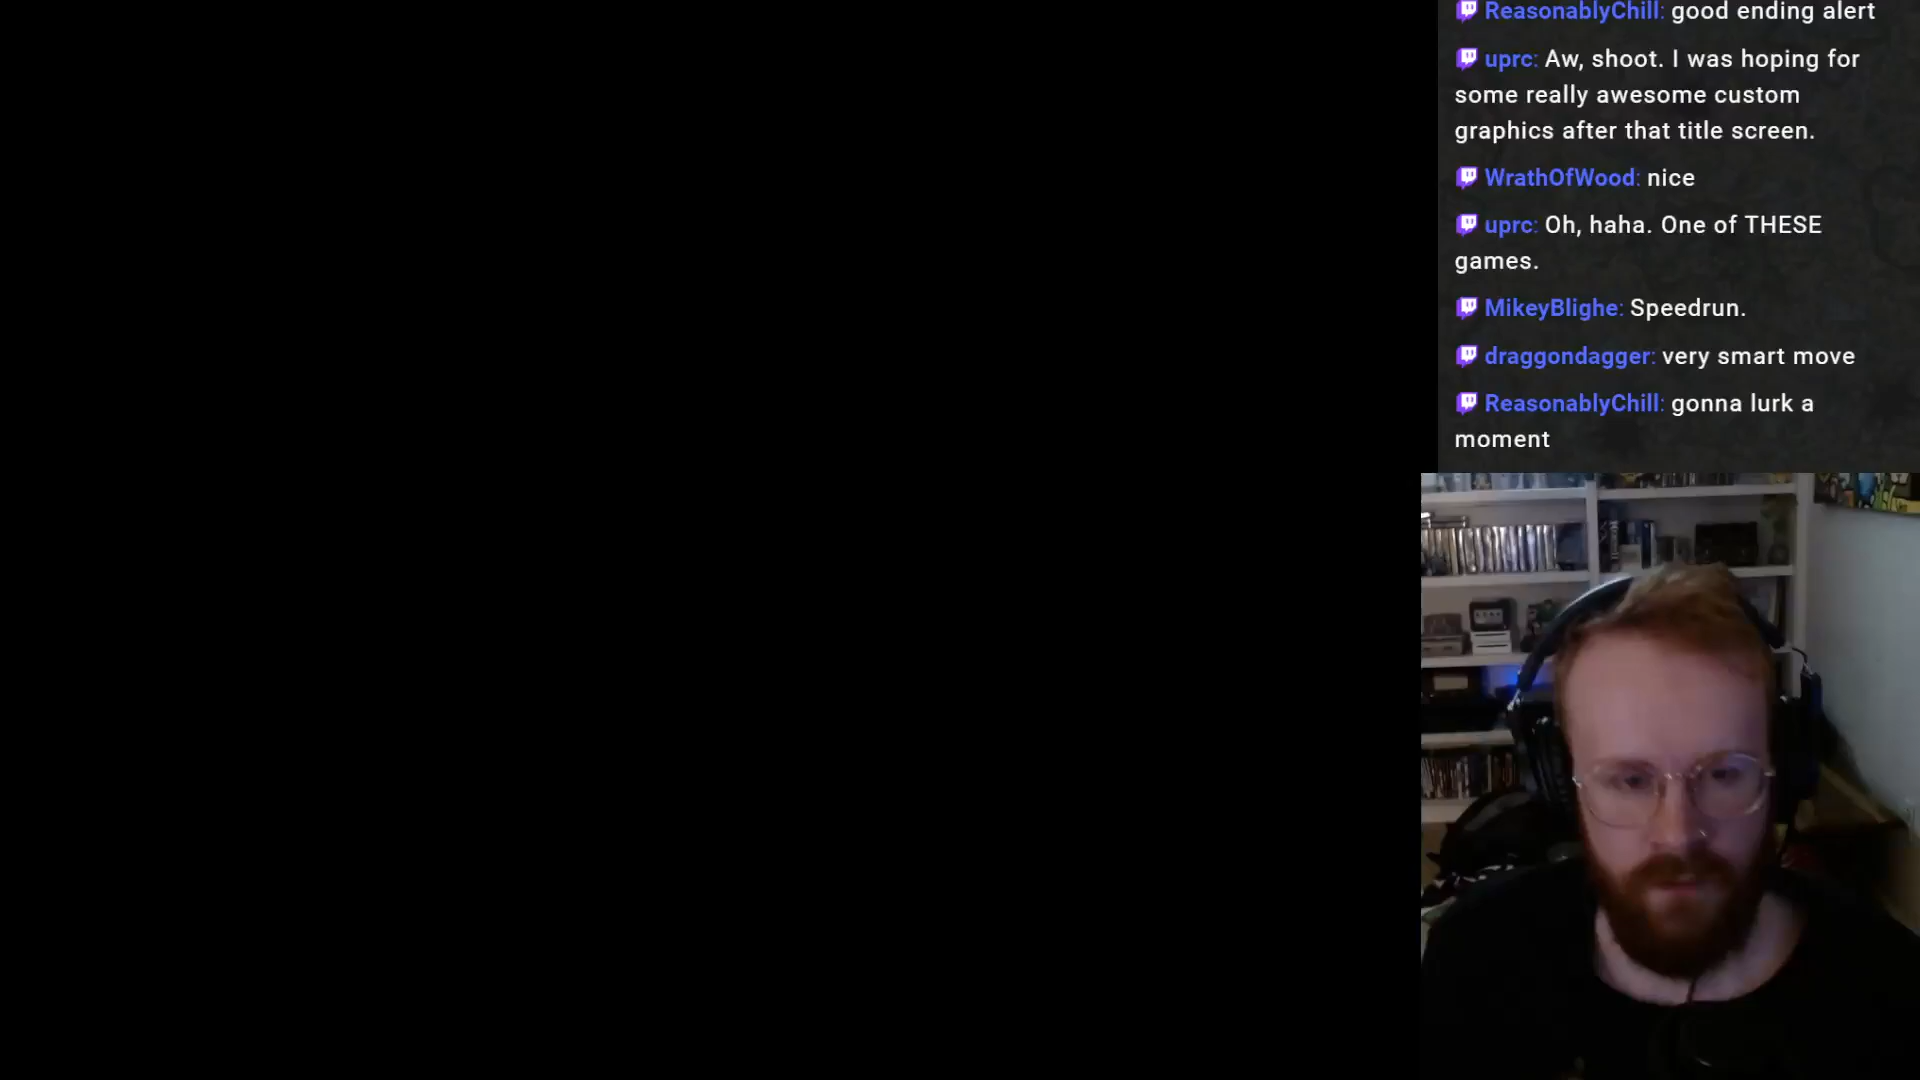 ReasonablyChill: good ending alert
uprc: Aw, shoot. I was hoping for
some really awesome custom
graphics after that title screen.
WrathOfWood: nice
uprc: Oh, haha. One of THESE
games.
MikeyBlighe: Speedrun.
draggondagger: very smart move
ReasonablyChill: gonna lurk a
moment